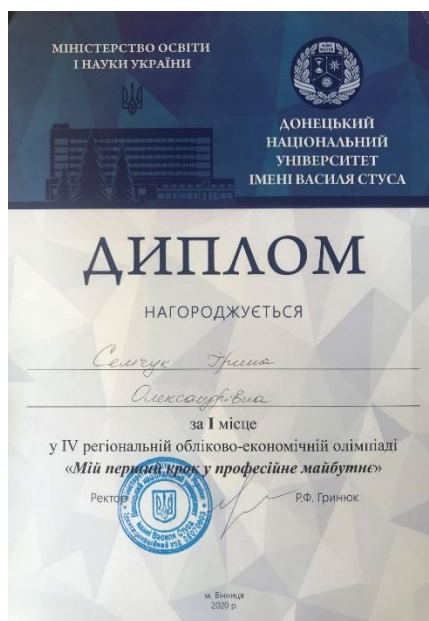 МІНІСТЕРСТВО ОСВІТИ
І НАУКИ УКРАЇНИ
ДОНЕЦЬКИЙ
НАЦІОНАЛЬНИЙ
УНІВЕРСИТЕТ
ІМЕНІ ВАСИЛЯ СТУСА
ДИПЛОМ
НАГОРОДЖУЄТЬСЯ
Семчук Ірина
Олександрівна
за I місце
у IV регіональній обліково-економічній олімпіаді
«Мій перший крок у професійне майбутнє»
Ректор Р.Ф. Гринюк
м. Вінниця
2020 р.